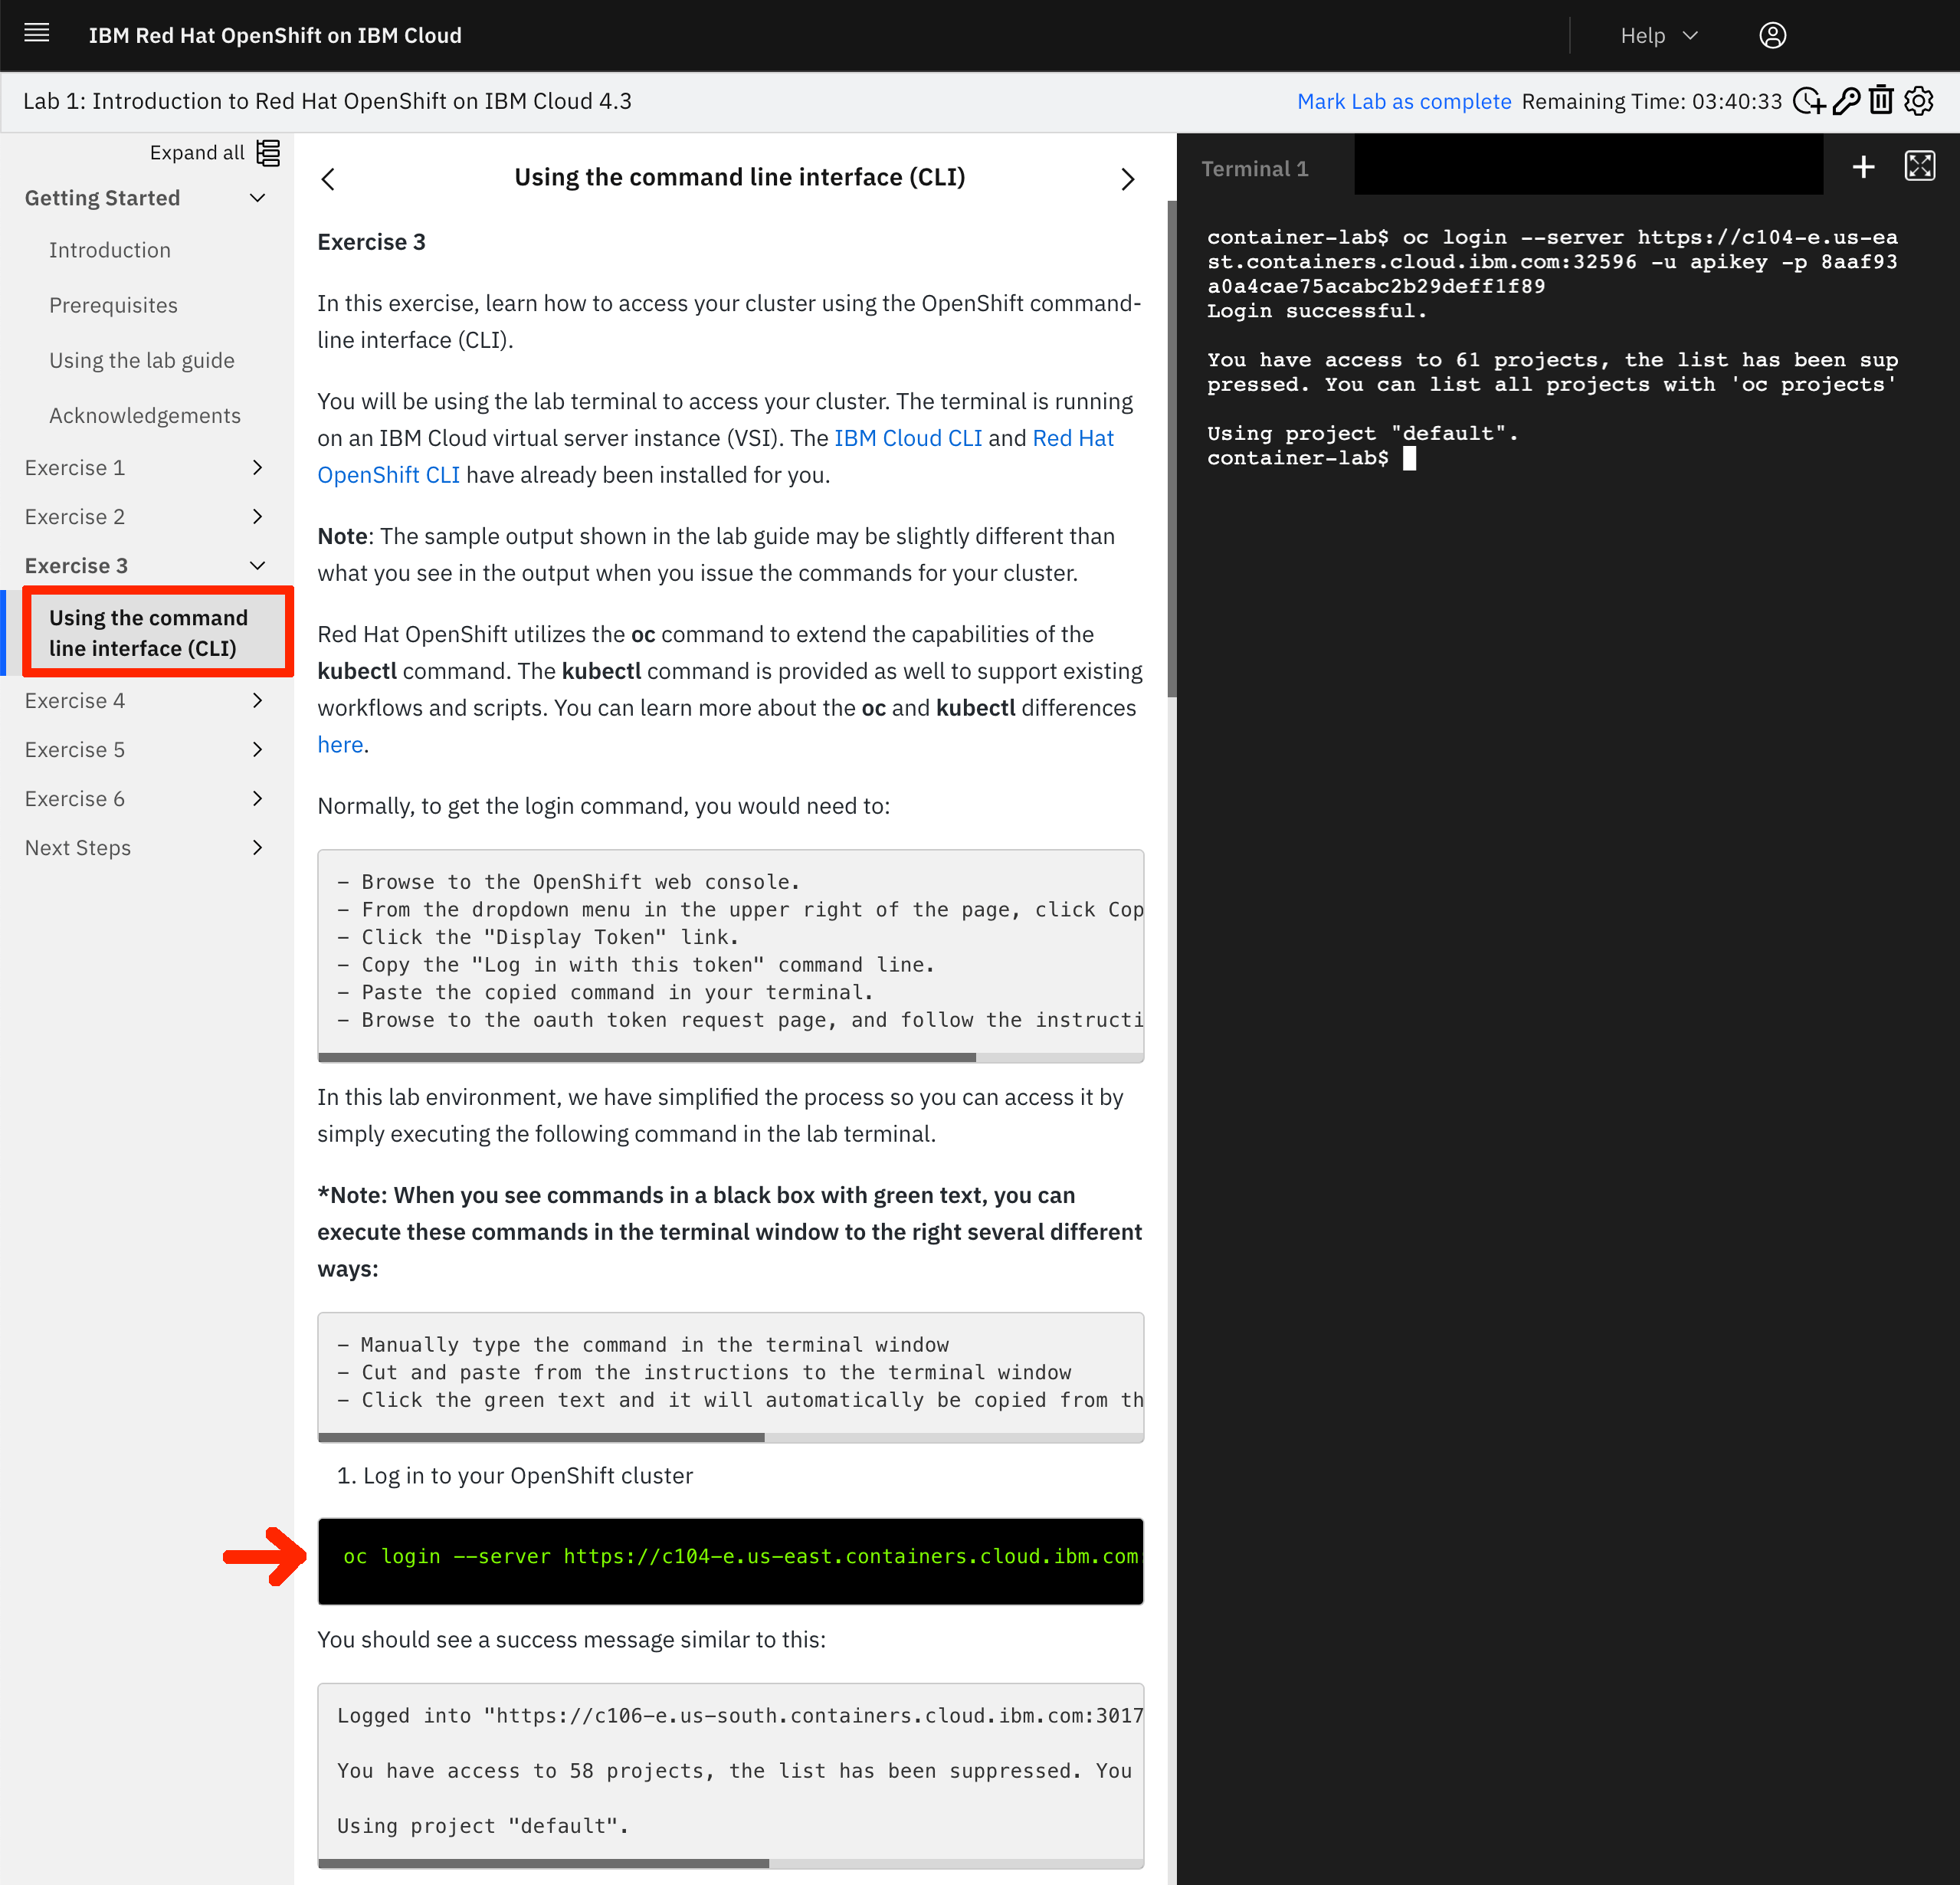 IBM Red Hat OpenShift on IBM Cloud
Help
Lab 1: Introduction to Red Hat OpenShift on IBM Cloud 4.3
Mark Lab as complete Remaining Time: 03:40:33
Expand all
Getting Started
Introduction
Prerequisites
Using the lab guide
Acknowledgements
Exercise 1
Exercise 2
Exercise 3
Using the command
line interface (CLI)
Exercise 4
Exercise 5
Exercise 6
Next Steps
Using the command line interface (CLI)
Exercise 3
In this exercise, learn how to access your cluster using the OpenShift command-
line interface (CLI).
You will be using the lab terminal to access your cluster. The terminal is running
on an IBM Cloud virtual server instance (VSI). The IBM Cloud CLI and Red Hat
OpenShift CLI have already been installed for you.
Note: The sample output shown in the lab guide may be slightly different than
what you see in the output when you issue the commands for your cluster.
Red Hat OpenShift utilizes the oc command to extend the capabilities of the
kubectl command. The kubectl command is provided as well to support existing
workflows and scripts. You can learn more about the oc and kubectl differences
here.
Normally, to get the login command, you would need to:
– Browse to the OpenShift web console.
– From the dropdown menu in the upper right of the page, click Cop
– Click the "Display Token" link.
– Copy the "Log in with this token" command line.
– Paste the copied command in your terminal.
– Browse to the oauth token request page, and follow the instructi
In this lab environment, we have simplified the process so you can access it by
simply executing the following command in the lab terminal.
*Note: When you see commands in a black box with green text, you can
execute these commands in the terminal window to the right several different
ways:
– Manually type the command in the terminal window
– Cut and paste from the instructions to the terminal window
– Click the green text and it will automatically be copied from th
1. Log in to your OpenShift cluster
oc login --server https://c104-e.us-east.containers.cloud.ibm.com
You should see a success message similar to this:
Logged into "https://c106-e.us-south.containers.cloud.ibm.com:3017
You have access to 58 projects, the list has been suppressed. You
Using project "default".
Terminal 1
container-lab$ oc login --server https://c104-e.us-ea
st.containers.cloud.ibm.com:32596 -u apikey -p 8aaf93
a0a4cae75acabc2b29deff1f89
Login successful.
You have access to 61 projects, the list has been sup
pressed. You can list all projects with 'oc projects'
Using project "default".
container-lab$